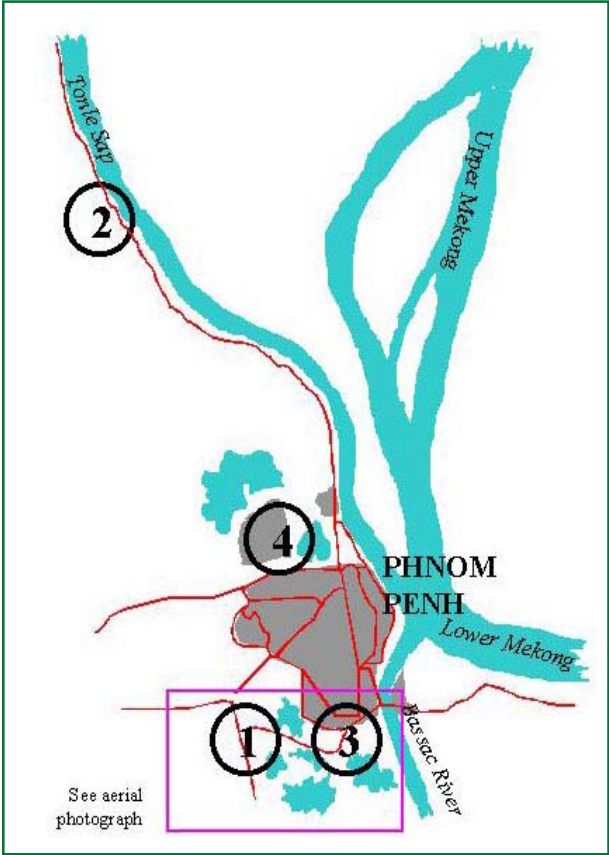 Tonle Sap
Upper Mekong
2
4
PHNOM
PENH
Lower Mekong
1
3
Bassac River
See aerial
photograph